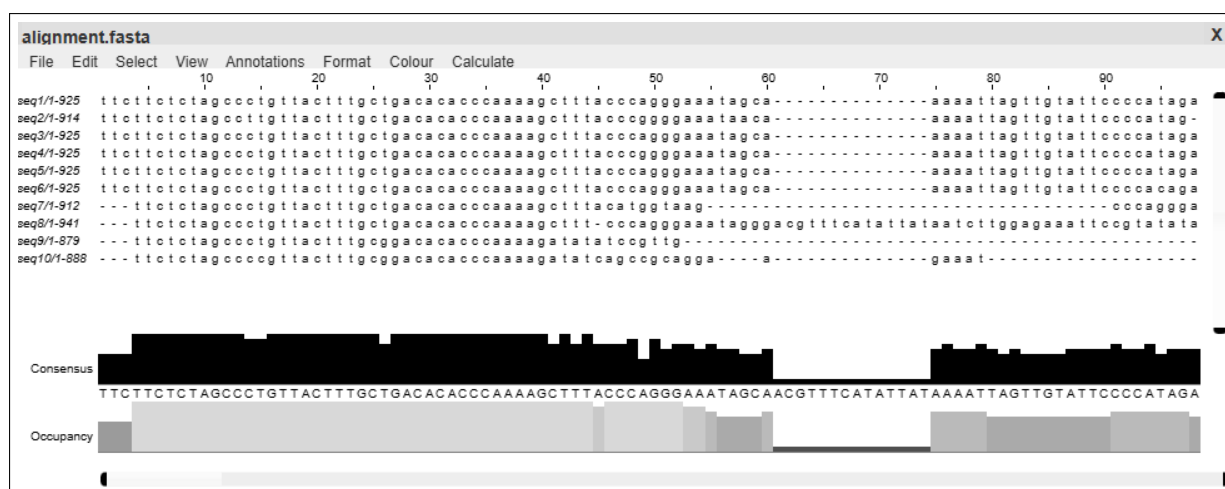 alignment.fasta X
File Edit Select View Annotations Format Colour Calculate
10 20 30 40 50 60 70 80 90
seq1/1-925 ttcttctctagccctgttactttgctgacacacccaaaagctttacccagggaaatagca--------------aaaattagttgtattccccataga
seq2/1-914 ttcttctctagccttgttactttgctgacacacccaaaagctttacccggggaaataaca--------------aaaattagttgtattccccatag-
seq3/1-925 ttcttctctagccctgttactttgctgacacacccaaaagctttacccggggaaatagca--------------aaaattagttgtattccccataga
seq4/1-925 ttcttctctagccctgttactttgctgacacacccaaaagctttacccggggaaatagca--------------aaaattagttgtattccccataga
seq5/1-925 ttcttctctagccctgttactttgctgacacacccaaaagctttacccggggaaatagca--------------aaaattagttgtattccccataga
seq6/1-925 ttcttctctagccctgttactttgctgacacacccaaaagctttacccagggaaatagca--------------aaaattagttgtattccccacaga
seq7/1-912 ---ttctctagccctgttactttgctgacacacccaaaagctttacatggtaag------------------------------------cccaggga
seq8/1-941 ---ttctctagccctgttactttgctgacacacccaaaagcttt-cccagggaaatagggacgtttcatattataatcttggagaaattccgtatata
seq9/1-879 ---ttctctagccctgttactttgcggacacacccaaaagatatatccgttg----------------------------------------------
seq10/1-888 ---ttctctagccccgttactttgcggacacacccaaaagatatcagccgcagga----a--------------gaaat-------------------
Consensus
TTCTTCTCTAGCCCTGTTACTTTGCTGACACACCCAAAAGCTTTACCCAGGGAAATAGCAACGTTTCATATTATAAAATTAGTTGTATTCCCCATAGA
Occupancy